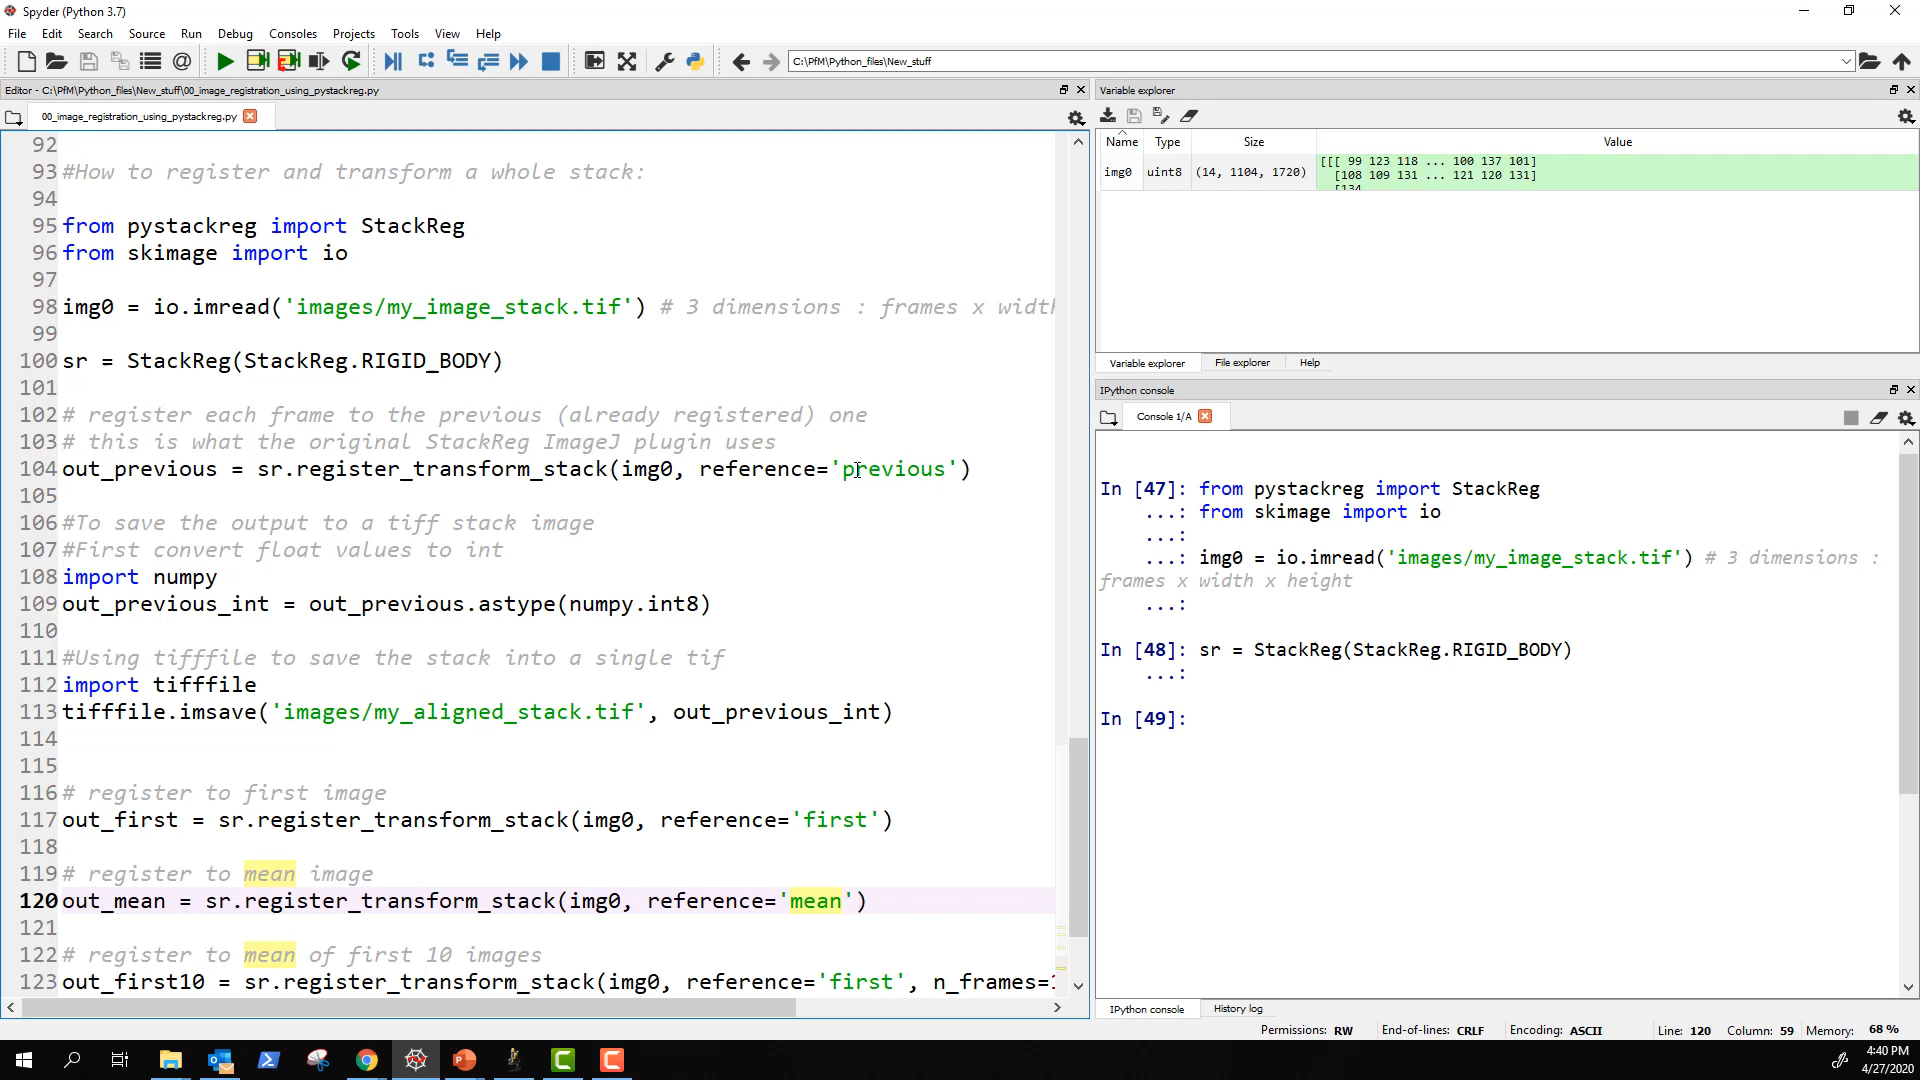 Spyder (Python 3.7)
File Edit Search Source Run Debug Consoles Projects Tools View Help
C:\PfM\Python_files\New_stuff
Editor - C:\PfM\Python_files\New_stuff\00_image_registration_using_pystackreg.py
00_image_registration_using_pystackreg.py
92
93 #How to register and transform a whole stack:
94
95 from pystackreg import StackReg
96 from skimage import io
97
98 img0 = io.imread('images/my_image_stack.tif') # 3 dimensions : frames x width
99
100 sr = StackReg(StackReg.RIGID_BODY)
101
102 # register each frame to the previous (already registered) one
103 # this is what the original StackReg ImageJ plugin uses
104 out_previous = sr.register_transform_stack(img0, reference='previous')
105
106 #To save the output to a tiff stack image
107 #First convert float values to int
108 import numpy
109 out_previous_int = out_previous.astype(numpy.int8)
110
111 #Using tifffile to save the stack into a single tif
112 import tifffile
113 tifffile.imsave('images/my_aligned_stack.tif', out_previous_int)
114
115
116 # register to first image
117 out_first = sr.register_transform_stack(img0, reference='first')
118
119 # register to mean image
120 out_mean = sr.register_transform_stack(img0, reference='mean')
121
122 # register to mean of first 10 images
123 out_first10 = sr.register_transform_stack(img0, reference='first', n_frames=1
Variable explorer
Name Type Size Value
img0 uint8 (14, 1104, 1720) [[[ 99 123 118 ... 100 137 101]
[108 109 131 ... 121 120 131]
[134
Variable explorer File explorer Help
IPython console
Console 1/A
In [47]: from pystackreg import StackReg
...: from skimage import io
...:
...: img0 = io.imread('images/my_image_stack.tif') # 3 dimensions :
frames x width x height
...:
In [48]: sr = StackReg(StackReg.RIGID_BODY)
...:
In [49]:
IPython console History log
Permissions: RW End-of-lines: CRLF Encoding: ASCII Line: 120 Column: 59 Memory: 68 %
4:40 PM
4/27/2020